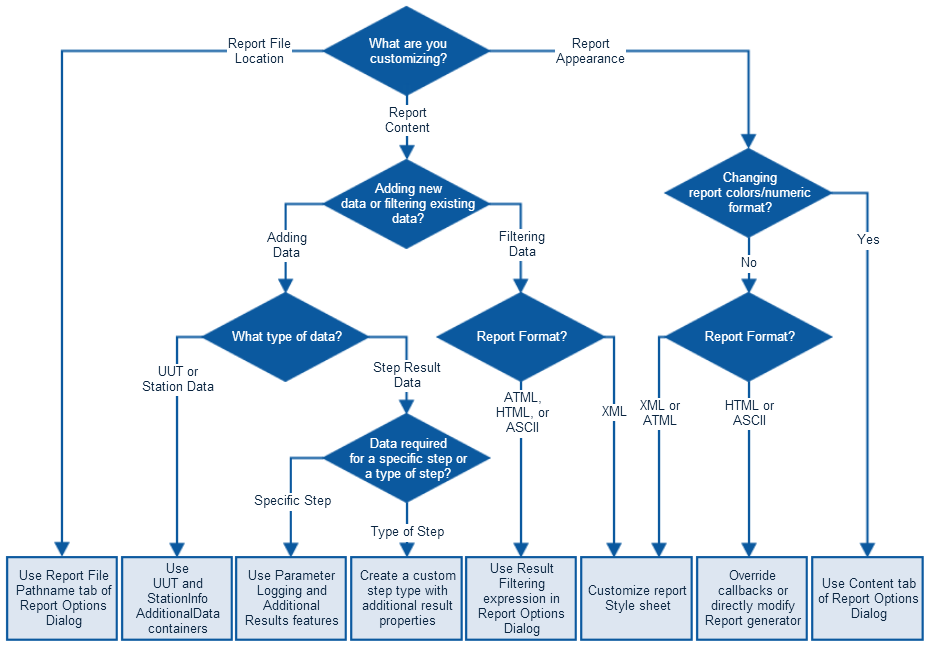 What are you
customizing?
Report File
Location
Report
Appearance
Report
Content
Adding new
data or filtering existing
data?
Changing
report colors/numeric
format?
Adding
Data
Filtering
Data
Yes
No
What type of data?
Report Format?
Report Format?
UUT or
Station Data
Step Result
Data
ATML,
HTML, or
ASCII
XML
XML or
ATML
HTML or
ASCII
Data required
for a specific step or
a type of step?
Specific Step
Type of Step
Use Report File
Pathname tab of
Report Options
Dialog
Use
UUT and
StationInfo
AdditionalData
containers
Use Parameter
Logging and
Additional
Results features
Create a custom
step type with
additional result
properties
Use Result
Filtering
expression in
Report Options
Dialog
Customize report
Style sheet
Override
callbacks or
directly modify
Report generator
Use Content tab
of Report Options
Dialog